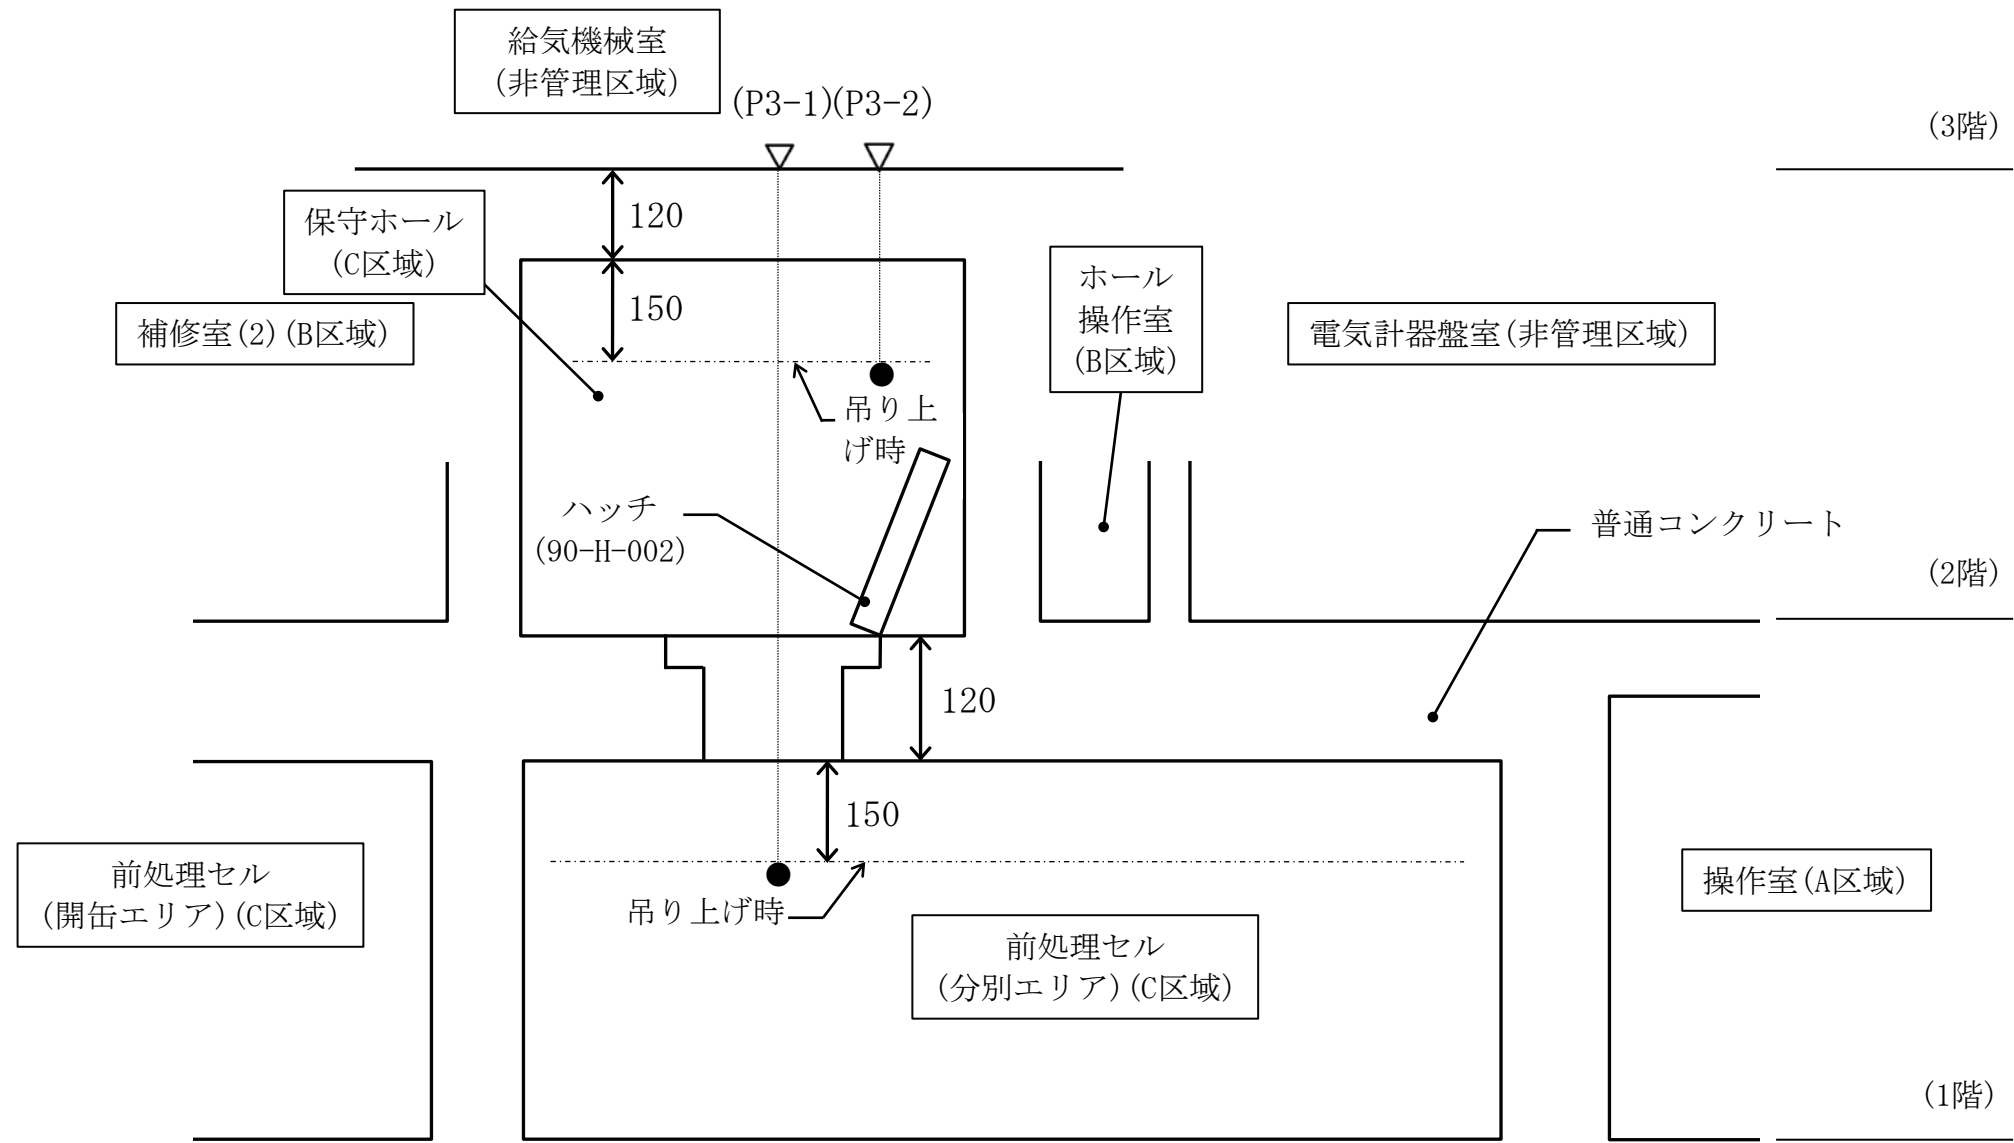 給気機械室
(非管理区域)
(P3-1)(P3-2)
(3階)
120
保守ホール
(C区域)
150
補修室(2)(B区域)
ホール
操作室
(B区域)
電気計器盤室(非管理区域)
吊り上
げ時
ハッチ
(90-H-002)
普通コンクリート
(2階)
120
150
前処理セル
(開缶エリア)(C区域)
吊り上げ時
前処理セル
(分別エリア)(C区域)
操作室(A区域)
(1階)